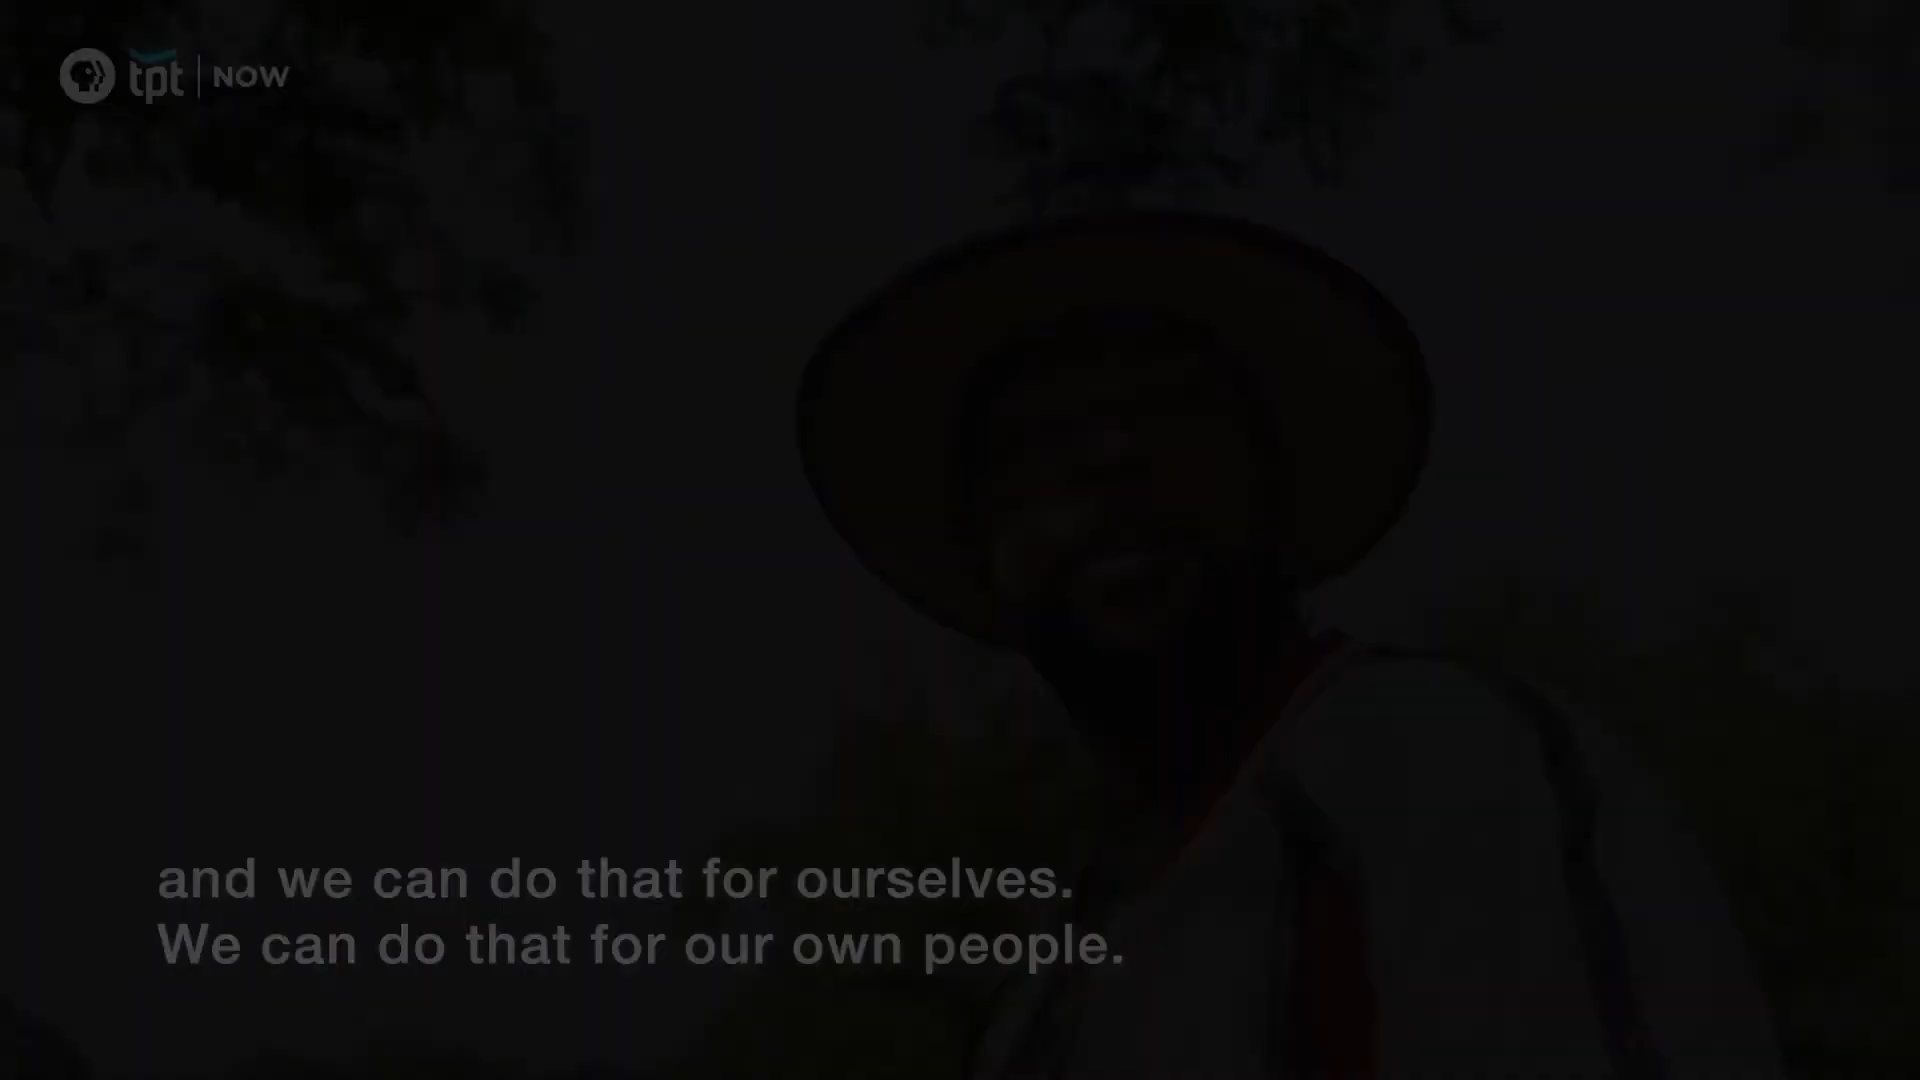 tpt | NOW
and we can do that for ourselves.
We can do that for our own people.